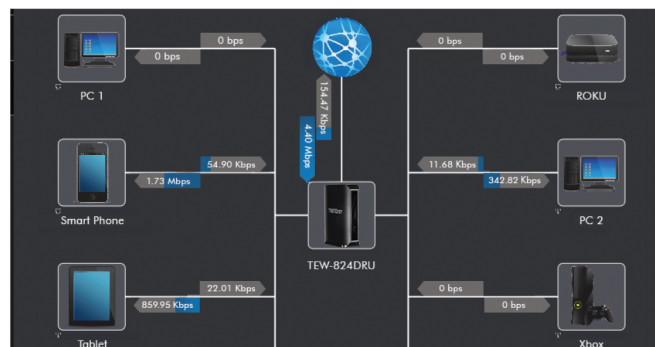 0 bps
0 bps
PC 1
0 bps
0 bps
ROKU
154.47 Kbps
4.40 Mbps
54.90 Kbps
1.73 Mbps
Smart Phone
11.68 Kbps
342.82 Kbps
PC 2
TRENDnet
TEW-824DRU
22.01 Kbps
859.95 Kbps
Tablet
0 bps
0 bps
Xbox